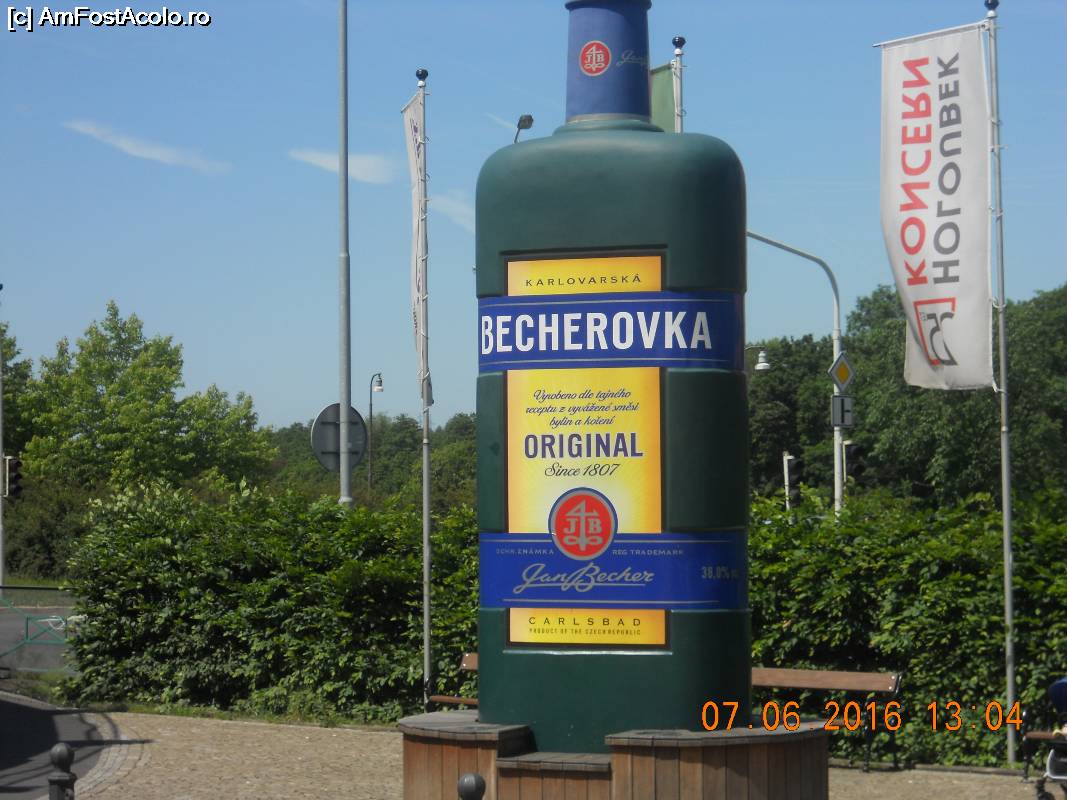 [c] AmFostAcolo.ro
JB
KONCERN
HOLOUBEK
KARLOVARSKÁ
BECHEROVKA
Vyrobeno dle tajného
receptu z vyvážené směsi
bylin a koření
ORIGINAL
Since 1807
JB
OCHR. ZNÁMKA REG TRADEMARK
Jan Becher 38,0%
CARLSBAD
PRODUCT OF THE CZECH REPUBLIC
07.06.2016 13:04